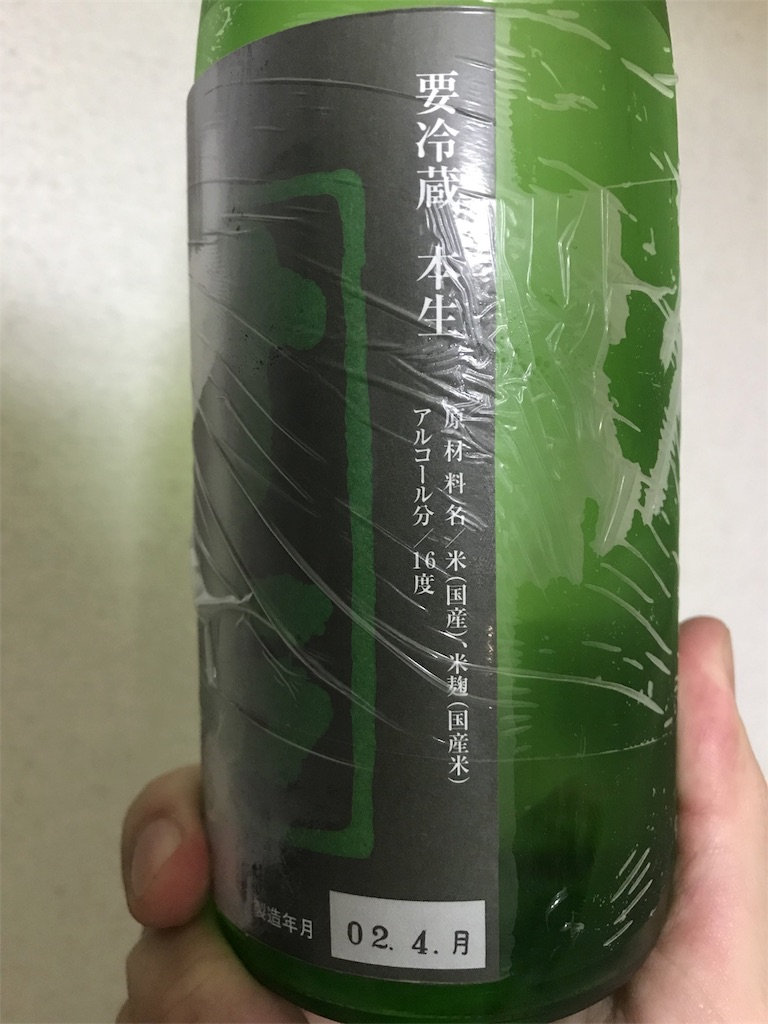 要冷蔵 本生
原材料名／米(国産)、米麹(国産米)
アルコール分／16度
製造年月 02.4.月